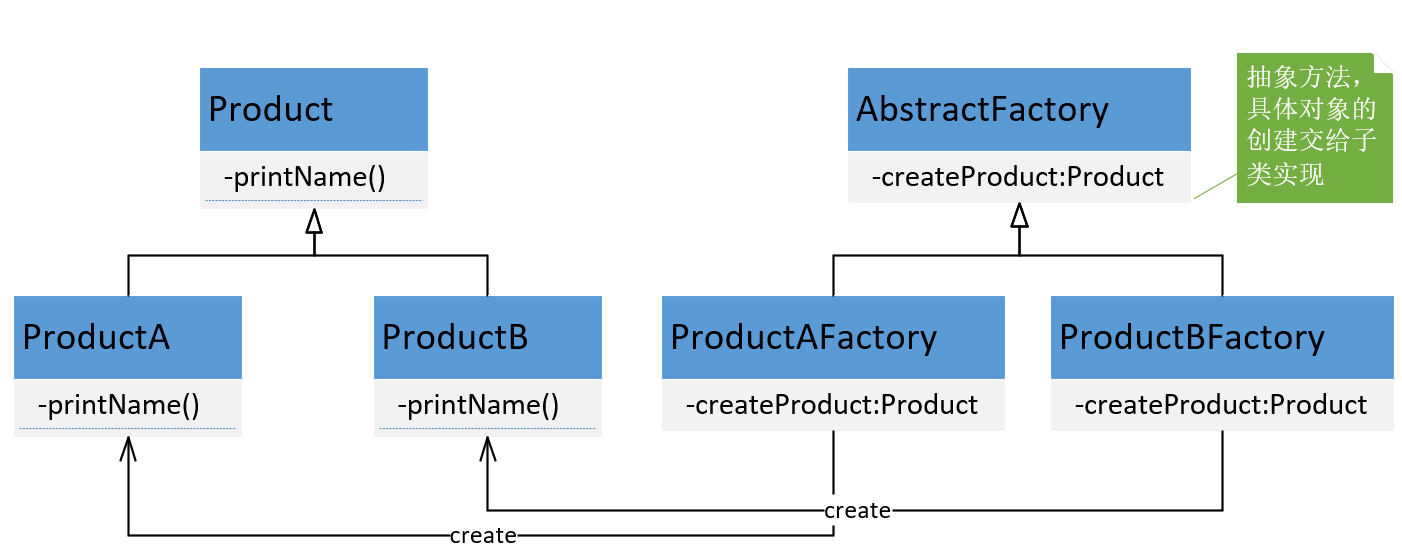 Product
-printName()
AbstractFactory
-createProduct:Product
抽象方法，
具体对象的
创建交给子
类实现
ProductA
-printName()
ProductB
-printName()
ProductAFactory
-createProduct:Product
ProductBFactory
-createProduct:Product
create
create